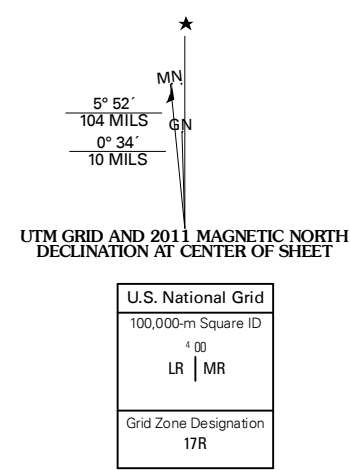 ★
MN
5° 52´
104 MILS
GN
0° 34´
10 MILS
UTM GRID AND 2011 MAGNETIC NORTH
DECLINATION AT CENTER OF SHEET
U.S. National Grid
100,000-m Square ID
4 00
LR | MR
Grid Zone Designation
17R